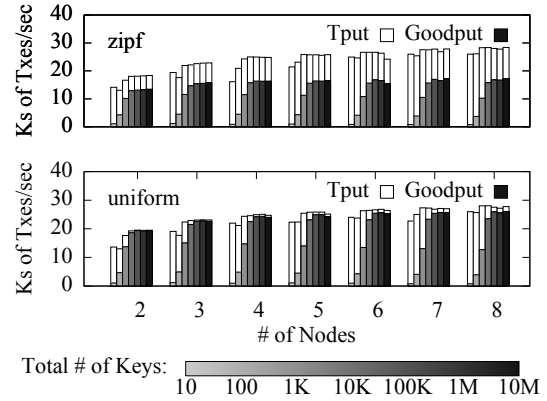 40
30
20
10
0
Ks of Txes/sec
zipf
Tput
Goodput
40
30
20
10
0
Ks of Txes/sec
uniform
Tput
Goodput
2 3 4 5 6 7 8
# of Nodes
Total # of Keys:
10 100 1K 10K 100K 1M 10M